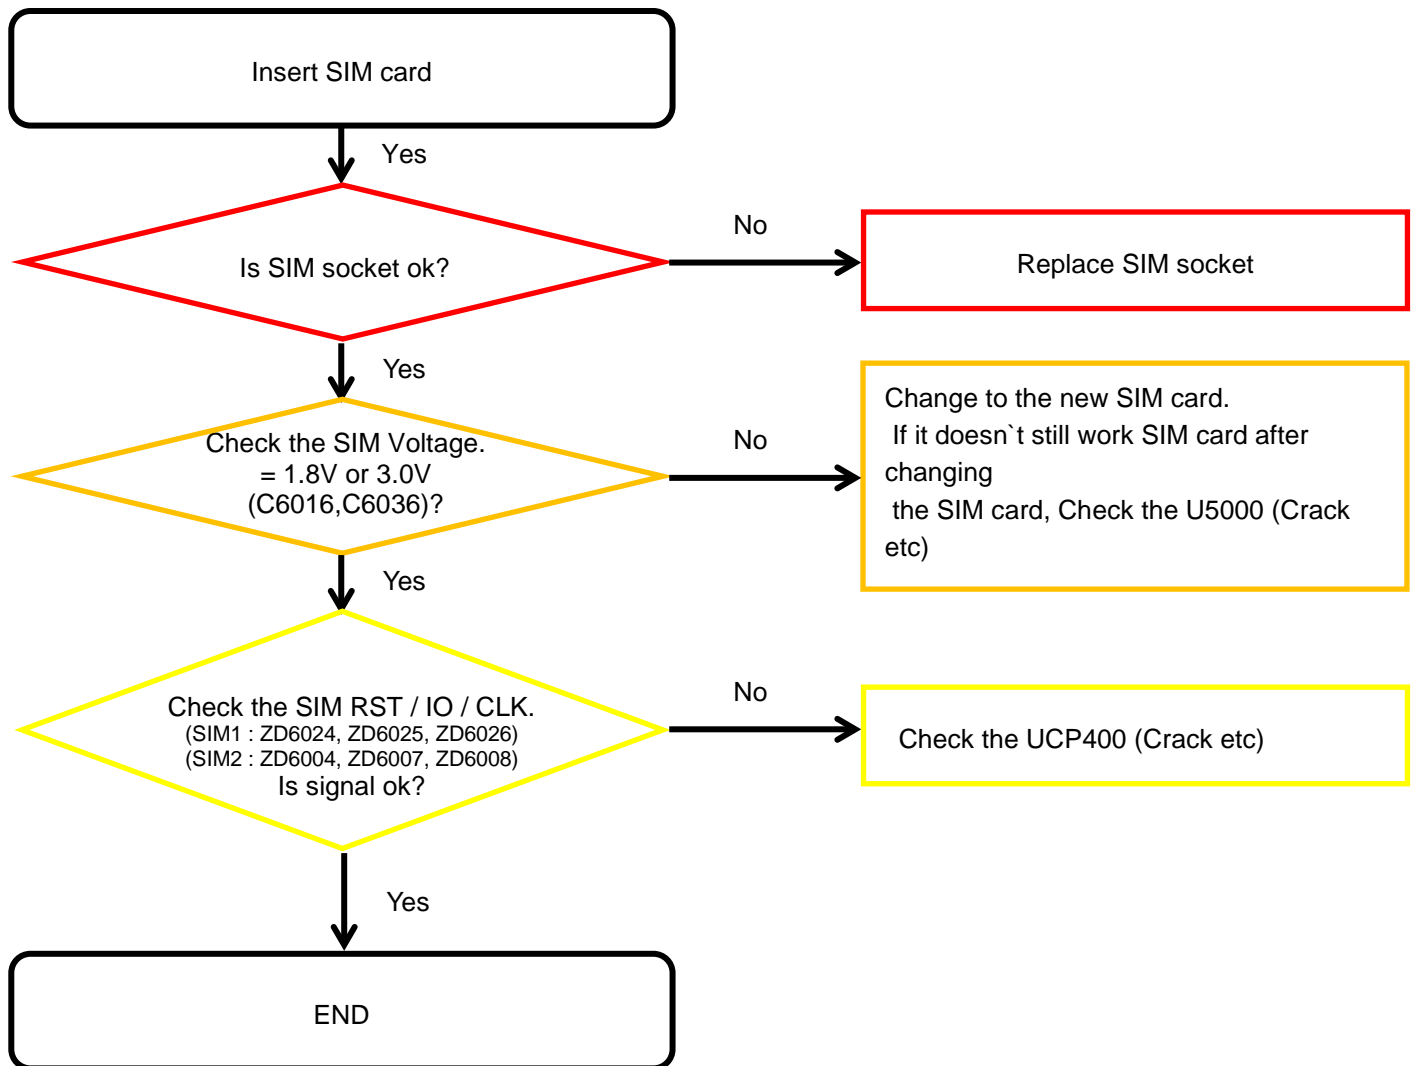 Insert SIM card
Yes
Is SIM socket ok?
No
Replace SIM socket
Yes
Check the SIM Voltage.
= 1.8V or 3.0V
(C6016,C6036)?
No
Change to the new SIM card.
If it doesn`t still work SIM card after
changing
the SIM card, Check the U5000 (Crack
etc)
Yes
Check the SIM RST / IO / CLK.
(SIM1 : ZD6024, ZD6025, ZD6026)
(SIM2 : ZD6004, ZD6007, ZD6008)
Is signal ok?
No
Check the UCP400 (Crack etc)
Yes
END